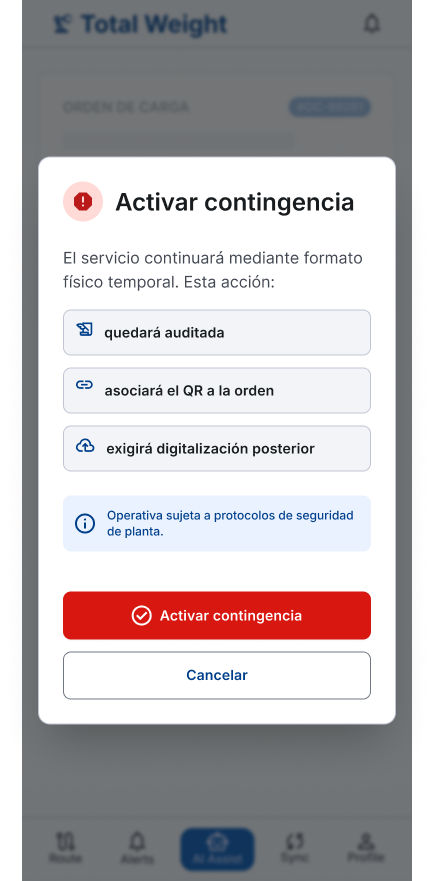 Total Weight
ORDEN DE CARGA
Activar contingencia
El servicio continuará mediante formato
físico temporal. Esta acción:
quedará auditada
asociará el QR a la orden
exigirá digitalización posterior
Operativa sujeta a protocolos de seguridad
de planta.
Activar contingencia
Cancelar
Route
Alerts
AI Assist
Sync
Profile